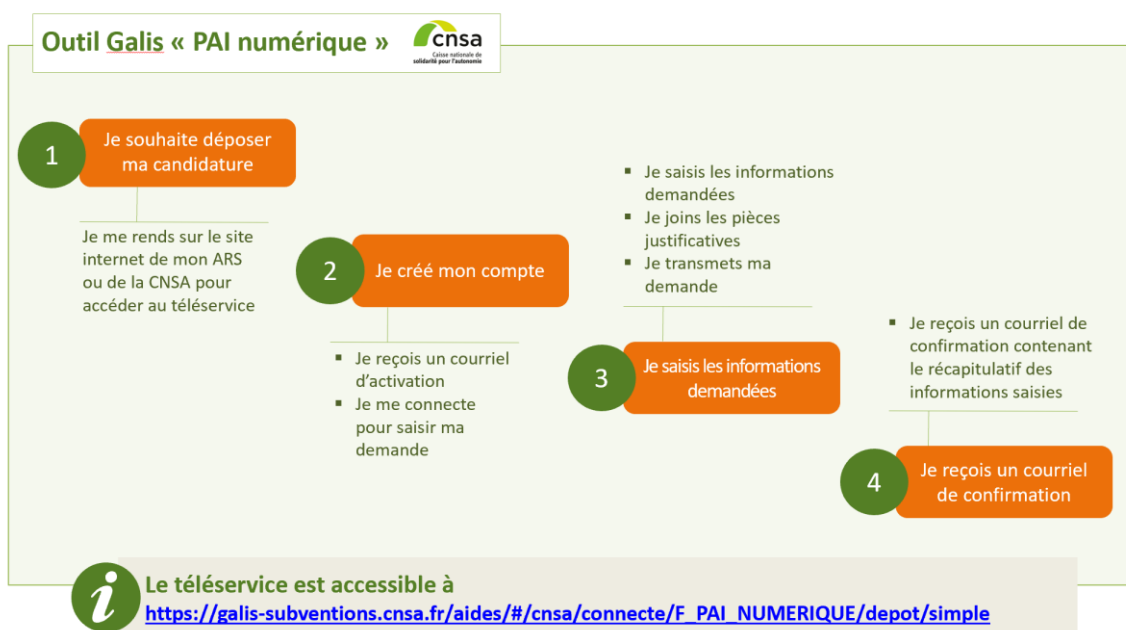 Outil Galis « PAI numérique »
cnsa
Caisse nationale de
solidarité pour l'autonomie
1
Je souhaite déposer
ma candidature
Je me rends sur le site
internet de mon ARS
ou de la CNSA pour
accéder au téléservice
2
Je créé mon compte
▪ Je reçois un courriel
d'activation
▪ Je me connecte
pour saisir ma
demande
▪ Je saisis les informations
demandées
▪ Je joins les pièces
justificatives
▪ Je transmets ma
demande
3
Je saisis les informations
demandées
▪ Je reçois un courriel de
confirmation contenant
le récapitulatif des
informations saisies
4
Je reçois un courriel
de confirmation
i
Le téléservice est accessible à
https://galis-subventions.cnsa.fr/aides/#/cnsa/connecte/F_PAI_NUMERIQUE/depot/simple